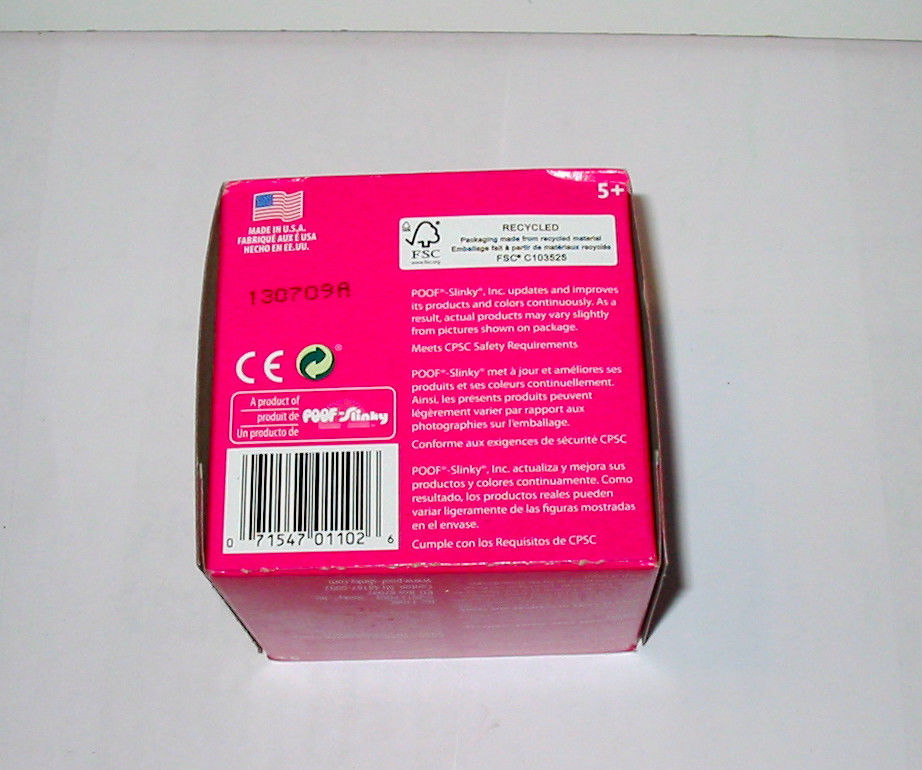 5+
MADE IN U.S.A.
FABRIQUÉ AUX É USA
HECHO EN EE.UU.
RECYCLED
Packaging made from recycled material
Emballage fait à partir de matériaux recyclés
FSC® C103525
FSC
www.fsc.org
130709A
POOF®-Slinky®, Inc. updates and improves
its products and colors continuously. As a
result, actual products may vary slightly
from pictures shown on package.
Meets CPSC Safety Requirements
CE
®
POOF®-Slinky® met à jour et améliores ses
produits et ses coleurs continuellement.
Ainsi, les presents produits peuvent
légèrement varier par rapport aux
photographies sur l'emballage.
Conforme aux exigences de sécurité CPSC
A product of
produit de
Un producto de
POOF-Slinky
POOF®-Slinky®, Inc. actualiza y mejora sus
productos y colores continuamente. Como
resultado, los productos reales pueden
variar ligeramente de las figuras mostradas
en el envase.
Cumple con los Requisitos de CPSC
0 71547 01102 6